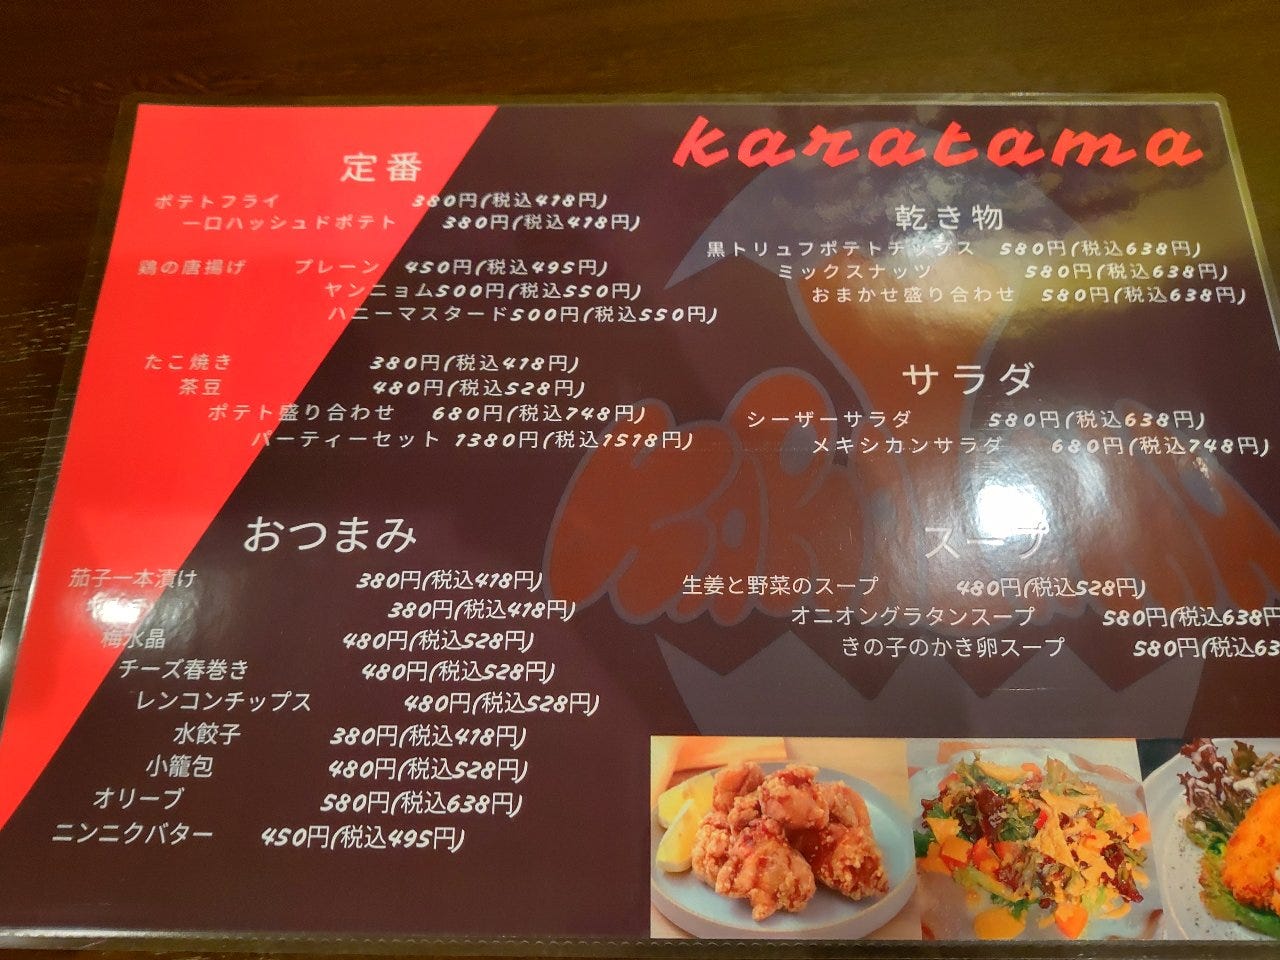 karatama
定番
ポテトフライ 380円(税込418円)
一口ハッシュドポテト 380円(税込418円)
鶏の唐揚げ プレーン 450円(税込495円)
ヤンニョム500円(税込550円)
ハニーマスタード500円(税込550円)
たこ焼き 380円(税込418円)
茶豆 480円(税込528円)
ポテト盛り合わせ 680円(税込748円)
パーティーセット 1380円(税込1518円)
おつまみ
茄子一本漬け 380円(税込418円)
380円(税込418円)
梅水晶 480円(税込528円)
チーズ春巻き 480円(税込528円)
レンコンチップス 480円(税込528円)
水餃子 380円(税込418円)
小籠包 480円(税込528円)
オリーブ 580円(税込638円)
ニンニクバター 450円(税込495円)
乾き物
黒トリュフポテトチップス 580円(税込638円)
ミックスナッツ 580円(税込638円)
おまかせ盛り合わせ 580円(税込638円)
サラダ
シーザーサラダ 580円(税込638円)
メキシカンサラダ 680円(税込748円)
スープ
生姜と野菜のスープ 480円(税込528円)
オニオングラタンスープ 580円(税込638円
きの子のかき卵スープ 580円(税込63